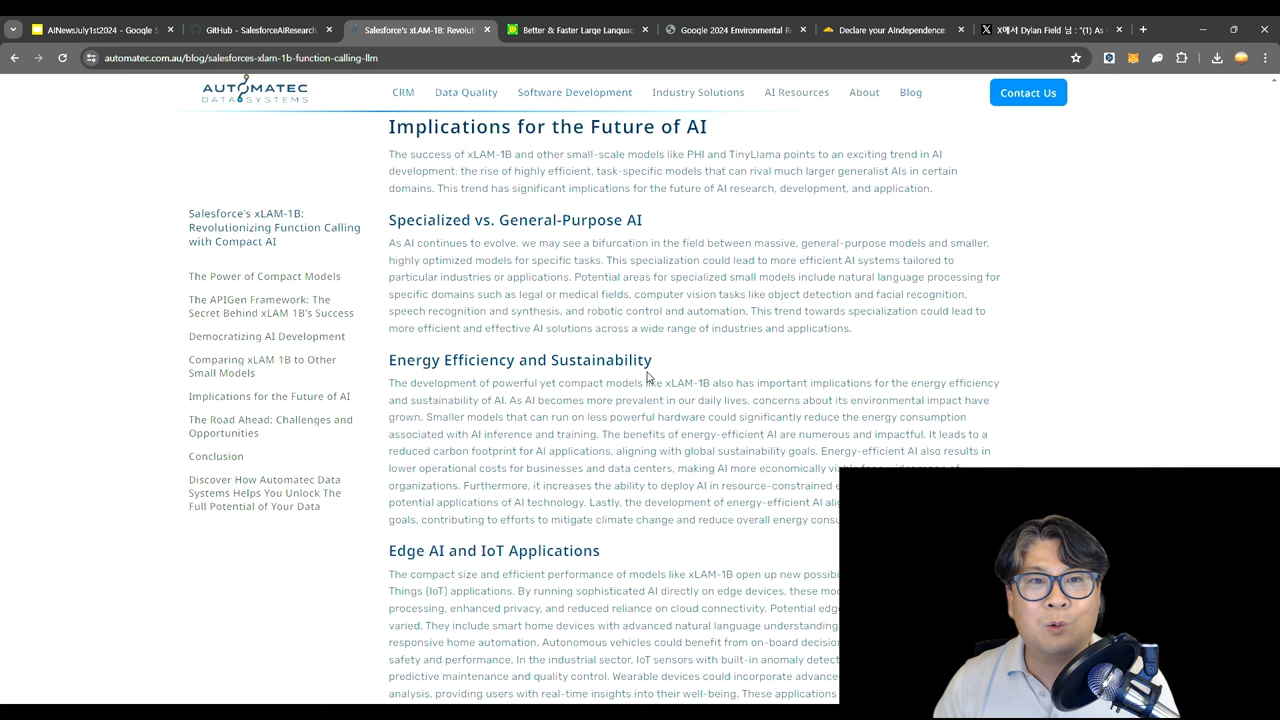 AINewsJuly1st2024 - Google S
GitHub - SalesforceAIResearch
Salesforce's xLAM-1B: Revoluti
Better & Faster Large Languag
Google 2024 Environmental R
Declare your AIndependence:
X에서 Dylan Field 님 : "(1) As
automatec.com.au/blog/salesforces-xlam-1b-function-calling-llm
AUTOMATEC
DATA SYSTEMS
CRM
Data Quality
Software Development
Industry Solutions
AI Resources
About
Blog
Contact Us
Salesforce's xLAM-1B:
Revolutionizing Function Calling
with Compact AI
The Power of Compact Models
The APIGen Framework: The
Secret Behind xLAM 1B's Success
Democratizing AI Development
Comparing xLAM 1B to Other
Small Models
Implications for the Future of AI
The Road Ahead: Challenges and
Opportunities
Conclusion
Discover How Automatec Data
Systems Helps You Unlock The
Full Potential of Your Data
Implications for the Future of AI
The success of xLAM-1B and other small-scale models like PHI and TinyLlama points to an exciting trend in AI
development: the rise of highly efficient, task-specific models that can rival much larger generalist AIs in certain
domains. This trend has significant implications for the future of AI research, development, and application.
Specialized vs. General-Purpose AI
As AI continues to evolve, we may see a bifurcation in the field between massive, general-purpose models and smaller,
highly optimized models for specific tasks. This specialization could lead to more efficient AI systems tailored to
particular industries or applications. Potential areas for specialized small models include natural language processing for
specific domains such as legal or medical fields, computer vision tasks like object detection and facial recognition,
speech recognition and synthesis, and robotic control and automation. This trend towards specialization could lead to
more efficient and effective AI solutions across a wide range of industries and applications.
Energy Efficiency and Sustainability
The development of powerful yet compact models like xLAM-1B also has important implications for the energy efficiency
and sustainability of AI. As AI becomes more prevalent in our daily lives, concerns about its environmental impact have
grown. Smaller models that can run on less powerful hardware could significantly reduce the energy consumption
associated with AI inference and training. The benefits of energy-efficient AI are numerous and impactful. It leads to a
reduced carbon footprint for AI applications, aligning with global sustainability goals. Energy-efficient AI also results in
lower operational costs for businesses and data centers, making AI more economically
organizations. Furthermore, it increases the ability to deploy AI in resource-constrained
potential applications of AI technology. Lastly, the development of energy-efficient AI
goals, contributing to efforts to mitigate climate change and reduce overall energy
Edge AI and IoT Applications
The compact size and efficient performance of models like xLAM-1B open up new
Things (IoT) applications. By running sophisticated AI directly on edge devices, these
processing, enhanced privacy, and reduced reliance on cloud connectivity. Potential
varied. They include smart home devices with advanced natural language understanding
responsive home automation. Autonomous vehicles could benefit from on-board
safety and performance. In the industrial sector, IoT sensors with built-in anomaly
predictive maintenance and quality control. Wearable devices could incorporate
analysis, providing users with real-time insights into their well-being. These applications